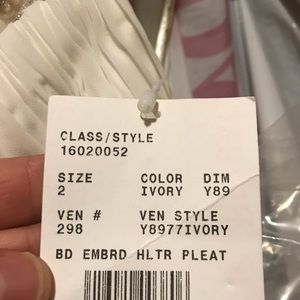 CLASS/STYLE
16020052
SIZE COLOR DIM
2 IVORY Y89
VEN # VEN STYLE
298 Y8977IVORY
BD EMBRD HLTR PLEAT